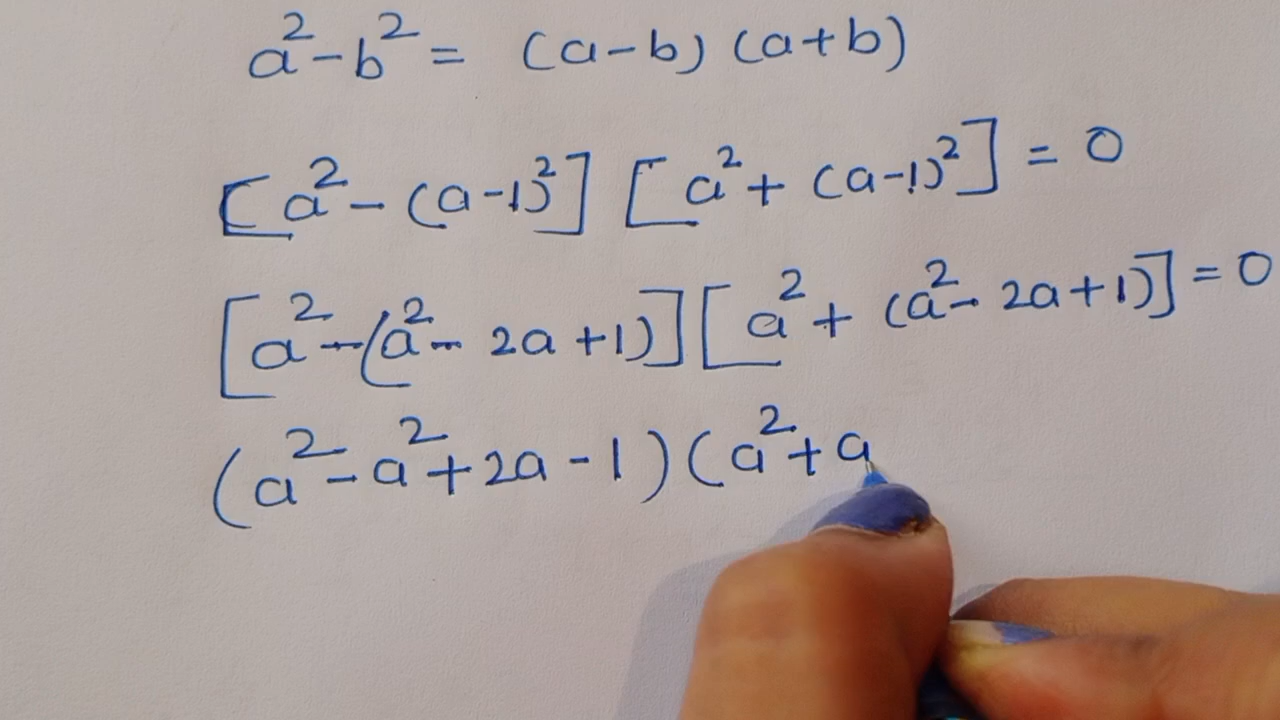 a² - b² = (a - b) (a + b)
[a² - (a - 1)²] [a² + (a - 1)²] = 0
[a² - (a² - 2a + 1)] [a² + (a² - 2a + 1)] = 0
(a² - a² + 2a - 1) (a² + a